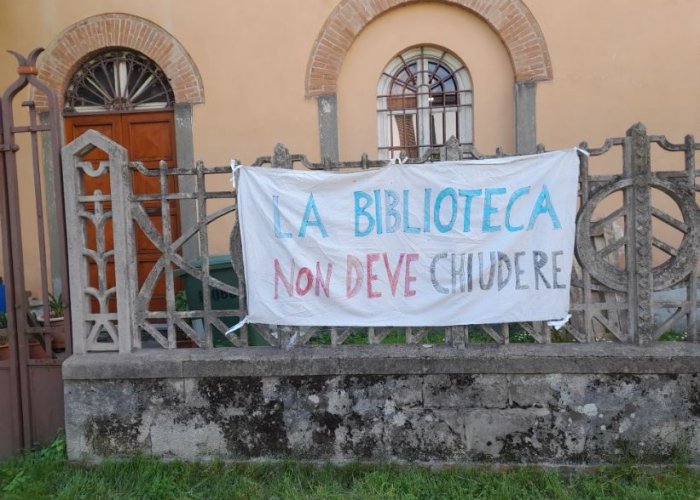 LA BIBLIOTECA
NON DEVE CHIUDERE